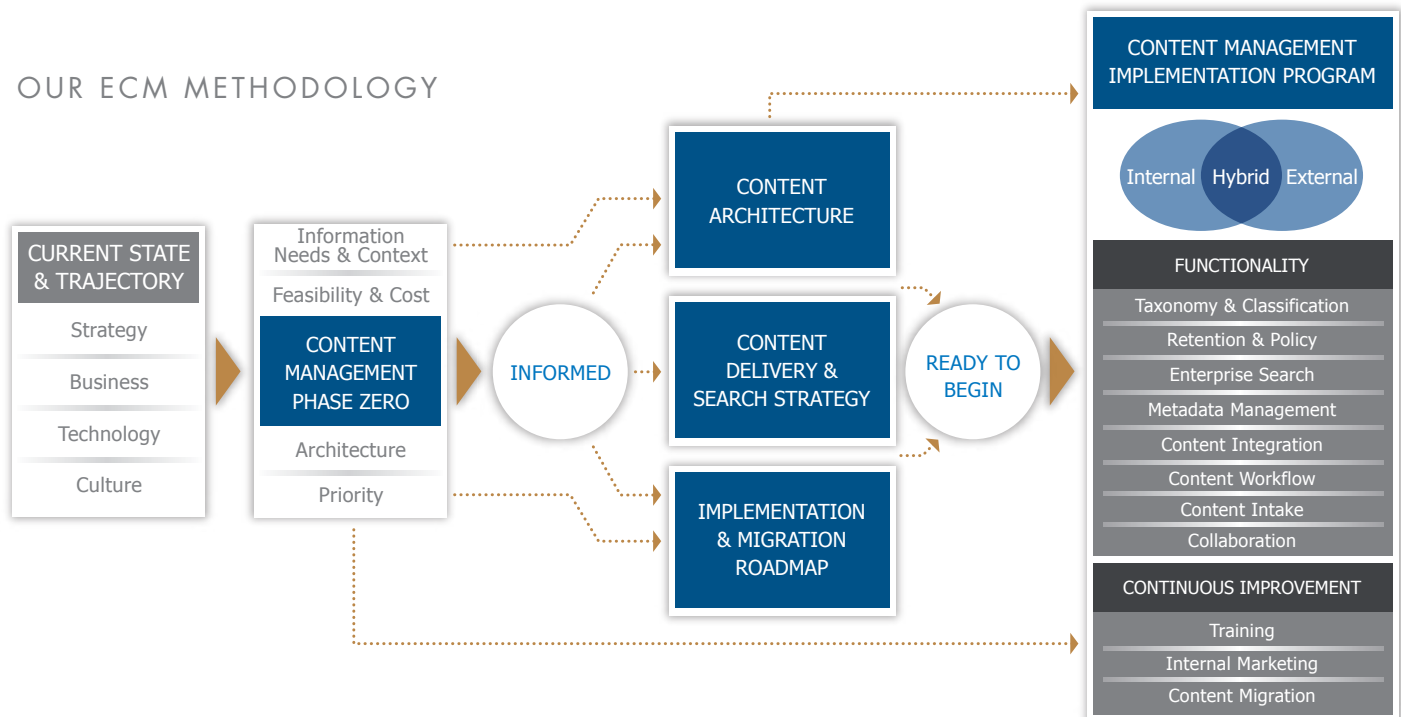 OUR ECM METHODOLOGY
CURRENT STATE
& TRAJECTORY
Strategy
Business
Technology
Culture
Information
Needs & Context
Feasibility & Cost
CONTENT
MANAGEMENT
PHASE ZERO
Architecture
Priority
INFORMED
CONTENT
ARCHITECTURE
CONTENT
DELIVERY &
SEARCH STRATEGY
IMPLEMENTATION
& MIGRATION
ROADMAP
READY TO
BEGIN
CONTENT MANAGEMENT
IMPLEMENTATION PROGRAM
Internal Hybrid External
FUNCTIONALITY
Taxonomy & Classification
Retention & Policy
Enterprise Search
Metadata Management
Content Integration
Content Workflow
Content Intake
Collaboration
CONTINUOUS IMPROVEMENT
Training
Internal Marketing
Content Migration